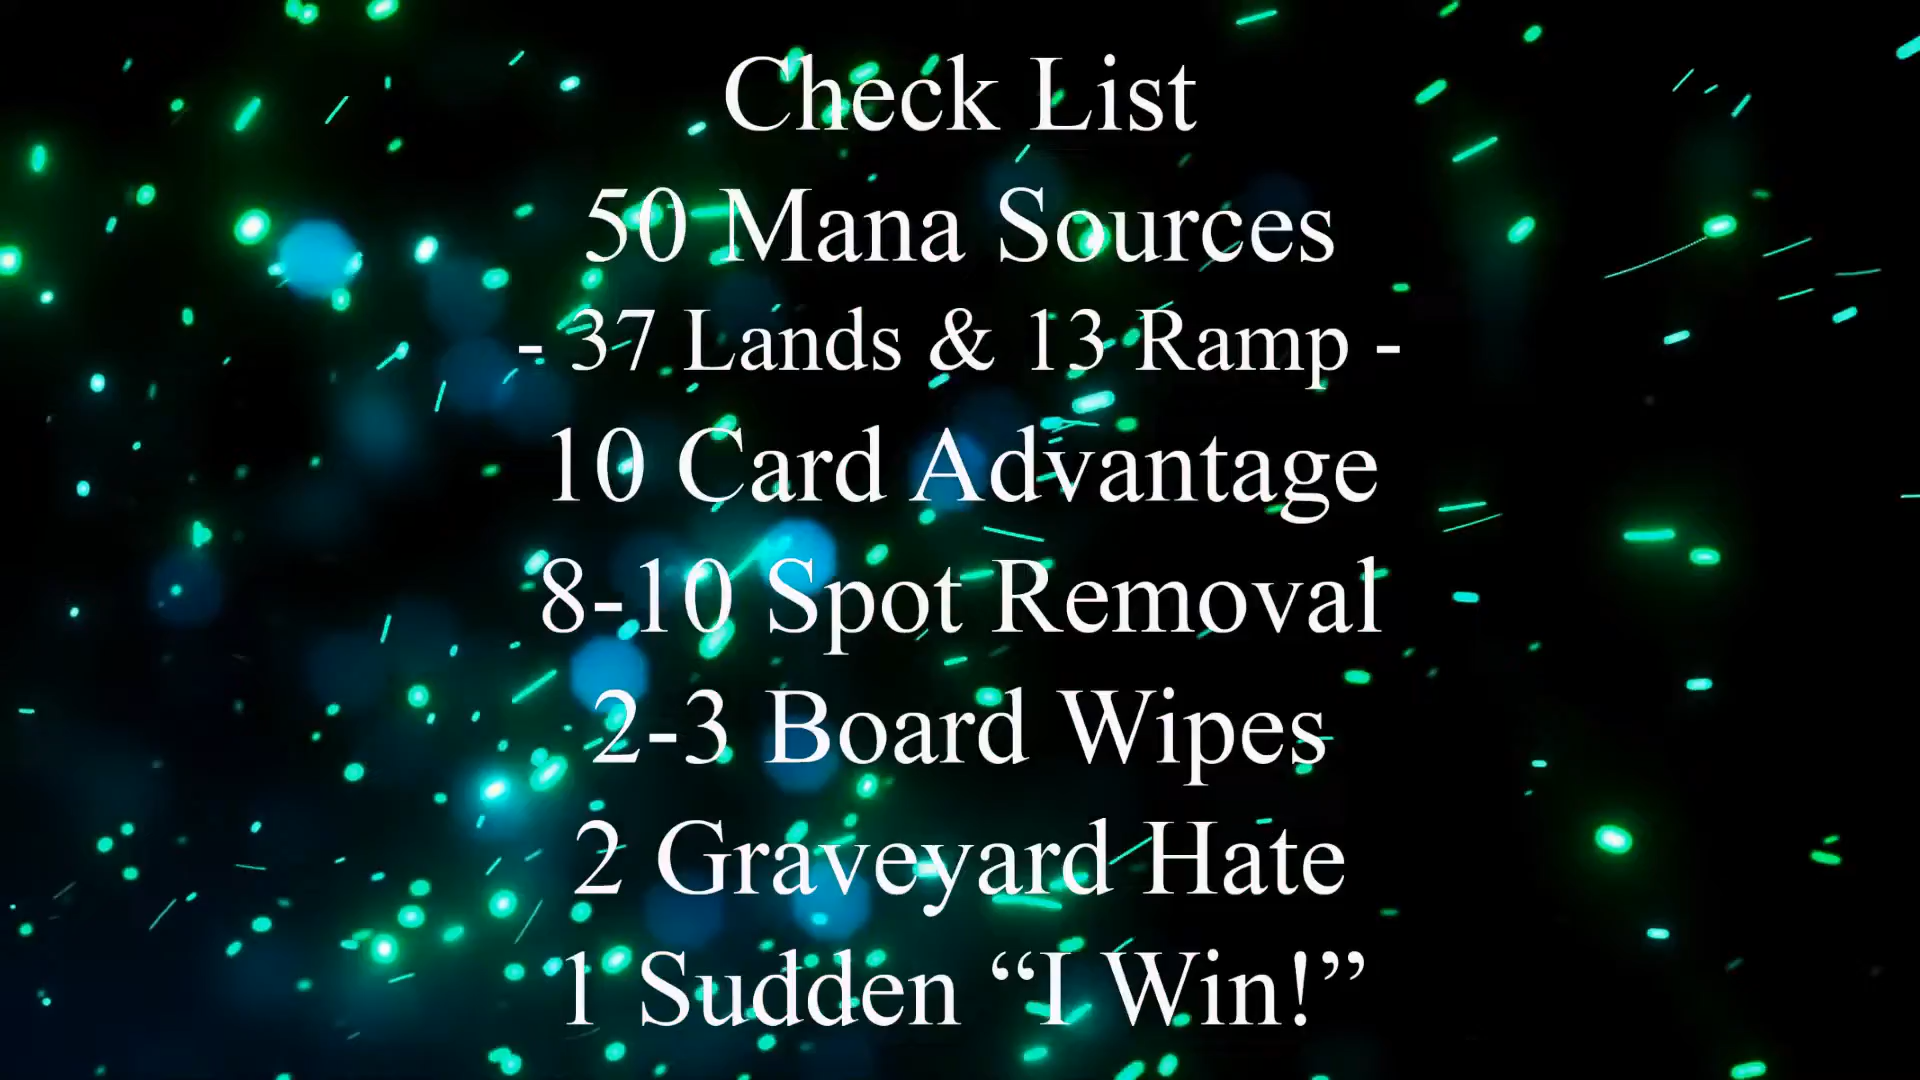 Check List
50 Mana Sources
- 37 Lands & 13 Ramp -
10 Card Advantage
8-10 Spot Removal
2-3 Board Wipes
2 Graveyard Hate
1 Sudden “I Win!”